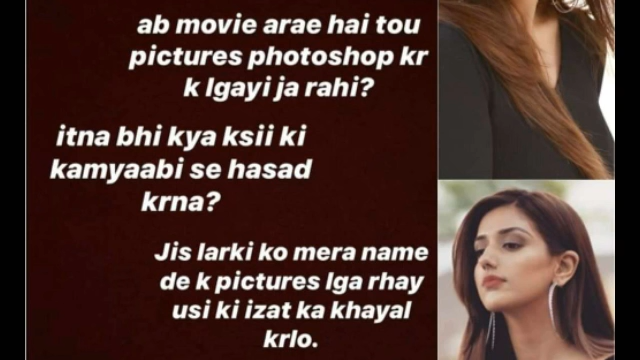 ab movie arae hai tou
pictures photoshop kr
k lgayi ja rahi?
itna bhi kya ksii ki
kamyaabi se hasad
krna?
Jis larki ko mera name
de k pictures lga rhay
usi ki izat ka khayal
krlo.